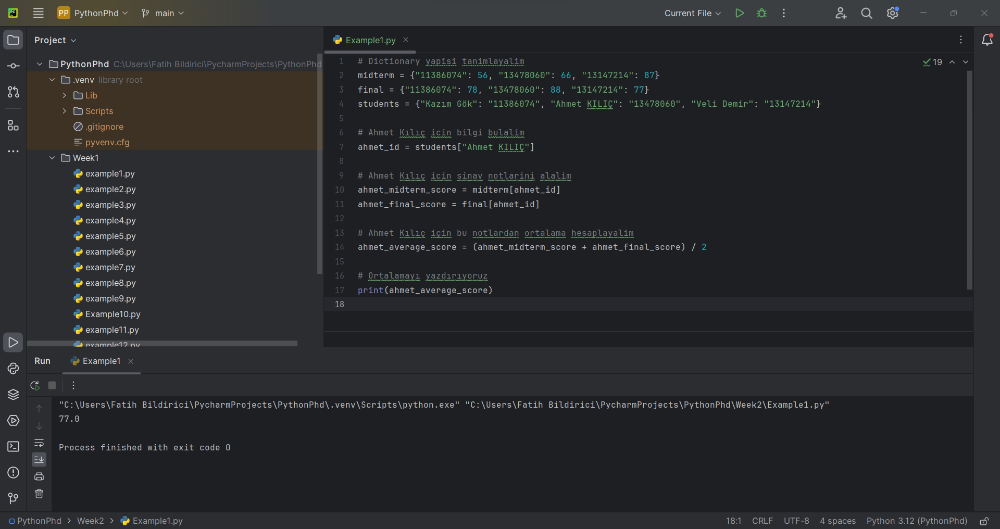 PC
PP PythonPhd
main
Current File
Project
PythonPhd C:\Users\Fatih Bildirici\PycharmProjects\PythonPhd
.venv library root
Lib
Scripts
.gitignore
pyvenv.cfg
Week1
example1.py
example2.py
example3.py
example4.py
example5.py
example6.py
example7.py
example8.py
example9.py
Example10.py
example11.py
example12.py
Example1.py
19
1 # Dictionary yapisi tanimlayalim
2 midterm = {"11386074": 56, "13478060": 66, "13147214": 87}
3 final = {"11386074": 78, "13478060": 88, "13147214": 77}
4 students = {"Kazım Gök": "11386074", "Ahmet KILIÇ": "13478060", "Veli Demir": "13147214"}
5
6 # Ahmet Kılıç icin bilgi bulalim
7 ahmet_id = students["Ahmet KILIÇ"]
8
9 # Ahmet Kılıç icin sinav notlarini alalim
10 ahmet_midterm_score = midterm[ahmet_id]
11 ahmet_final_score = final[ahmet_id]
12
13 # Ahmet Kılıç için bu notlardan ortalama hesaplayalim
14 ahmet_average_score = (ahmet_midterm_score + ahmet_final_score) / 2
15
16 # Ortalamayı yazdırıyoruz
17 print(ahmet_average_score)
18
Run
Example1
"C:\Users\Fatih Bildirici\PycharmProjects\PythonPhd\.venv\Scripts\python.exe" "C:\Users\Fatih Bildirici\PycharmProjects\PythonPhd\Week2\Example1.py"
77.0
Process finished with exit code 0
PythonPhd > Week2 > Example1.py
18:1 CRLF UTF-8 4 spaces Python 3.12 (PythonPhd)